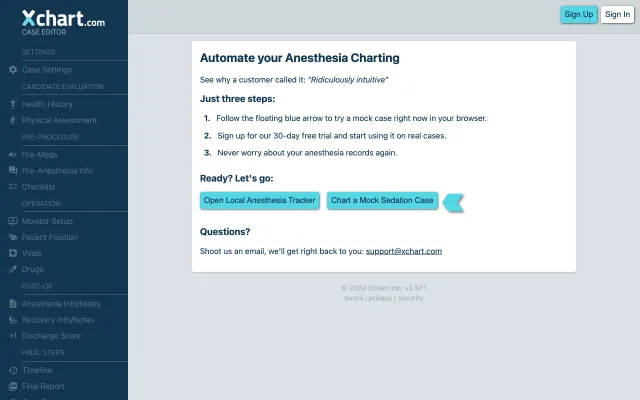 Xchart.com
CASE EDITOR
SETTINGS
Case Settings
CANDIDATE EVALUATION
Health History
Physical Assessment
PRE-PROCEDURE
Pre-Meds
Pre-Anesthesia Info
Checklist
OPERATION
Monitor Setup
Patient Position
Vitals
Drugs
POST-OP
Anesthesia Info/Notes
Recovery Info/Notes
Discharge Score
FINAL STEPS
Timeline
Final Report
Sign Up
Sign In
Automate your Anesthesia Charting
See why a customer called it: "Ridiculously intuitive"
Just three steps:
1. Follow the floating blue arrow to try a mock case right now in your browser.
2. Sign up for our 30-day free trial and start using it on real cases.
3. Never worry about your anesthesia records again.
Ready? Let's go:
Open Local Anesthesia Tracker
Chart a Mock Sedation Case
Questions?
Shoot us an email, we'll get right back to you: support@xchart.com
© 2024 Xchart Inc. v3.37.1
terms | privacy | security